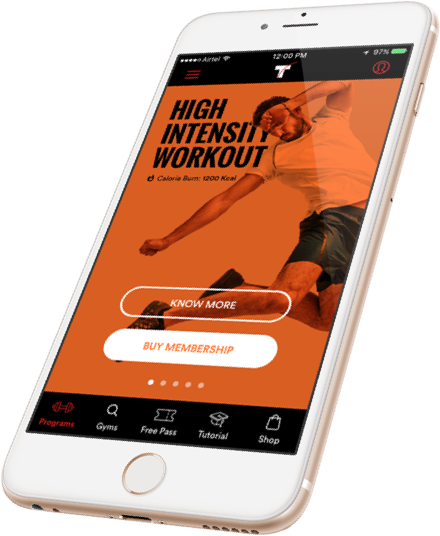 Airtel 12:00 PM 97%
T
HIGH
INTENSITY
WORKOUT
Calorie Burn: 1200 Kcal
KNOW MORE
BUY MEMBERSHIP
Programs Gyms Free Pass Tutorial Shop